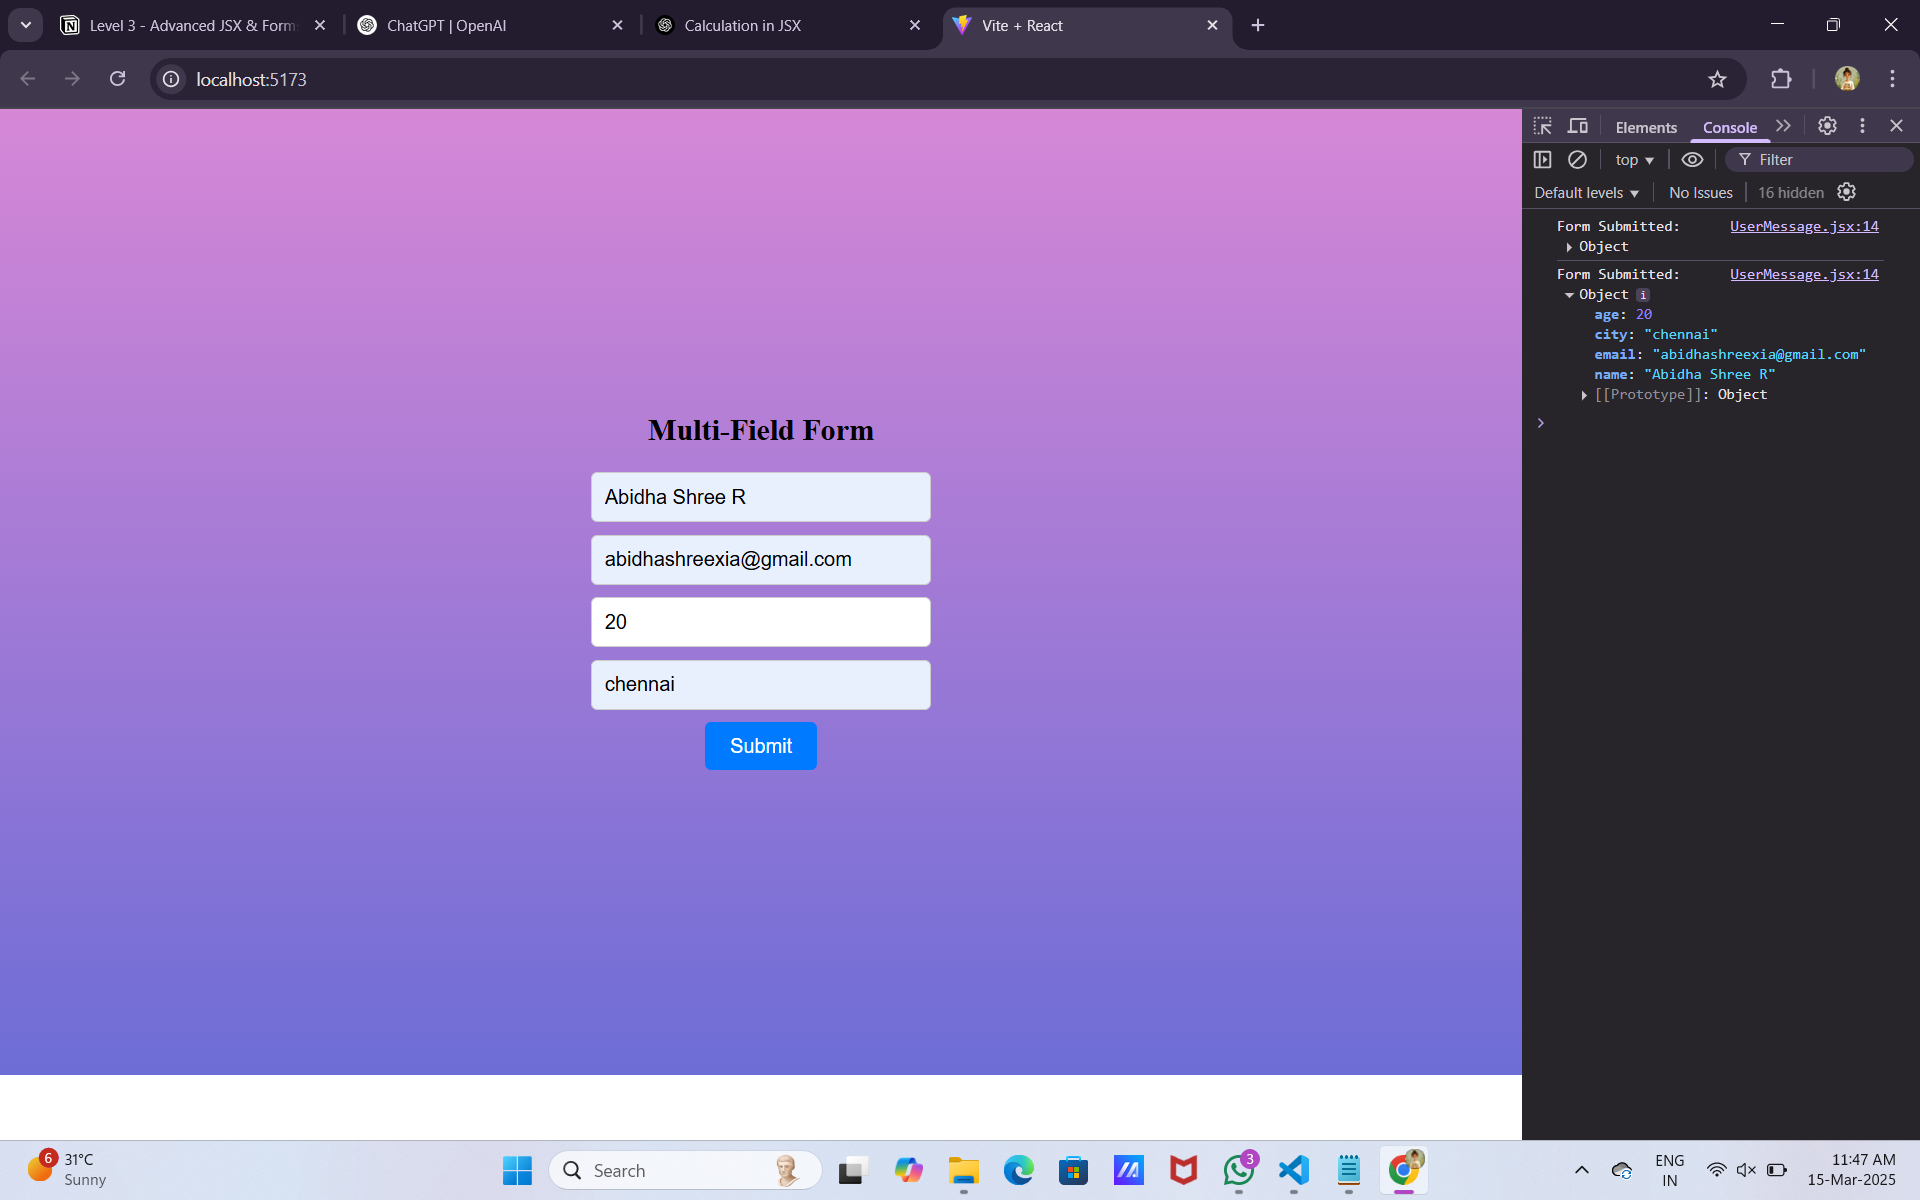 Level 3 - Advanced JSX & Form
ChatGPT | OpenAI
Calculation in JSX
Vite + React
localhost:5173
Elements
Console
top
Filter
Default levels
No Issues
16 hidden
Form Submitted:
UserMessage.jsx:14
Object
Form Submitted:
UserMessage.jsx:14
Object i
age: 20
city: "chennai"
email: "abidhashreexia@gmail.com"
name: "Abidha Shree R"
[[Prototype]]: Object
Multi-Field Form
Abidha Shree R
abidhashreexia@gmail.com
20
chennai
Submit
6
31°C
Sunny
Search
3
ENG
IN
11:47 AM
15-Mar-2025